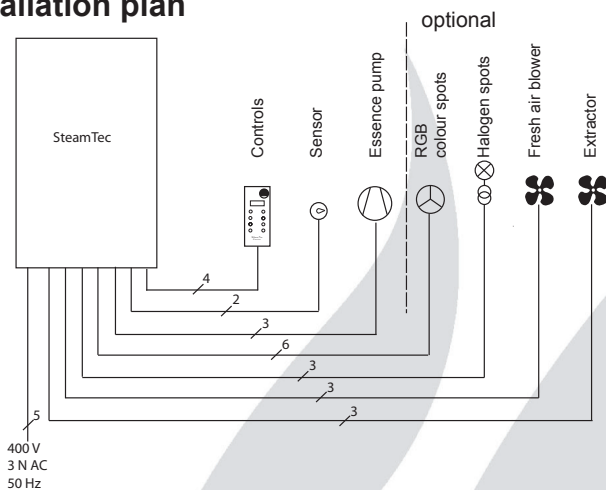 allation plan
optional
SteamTec
Controls
Sensor
Essence pump
RGB
colour spots
Halogen spots
Fresh air blower
Extractor
4
2
3
6
3
3
3
5
400 V
3 N AC
50 Hz